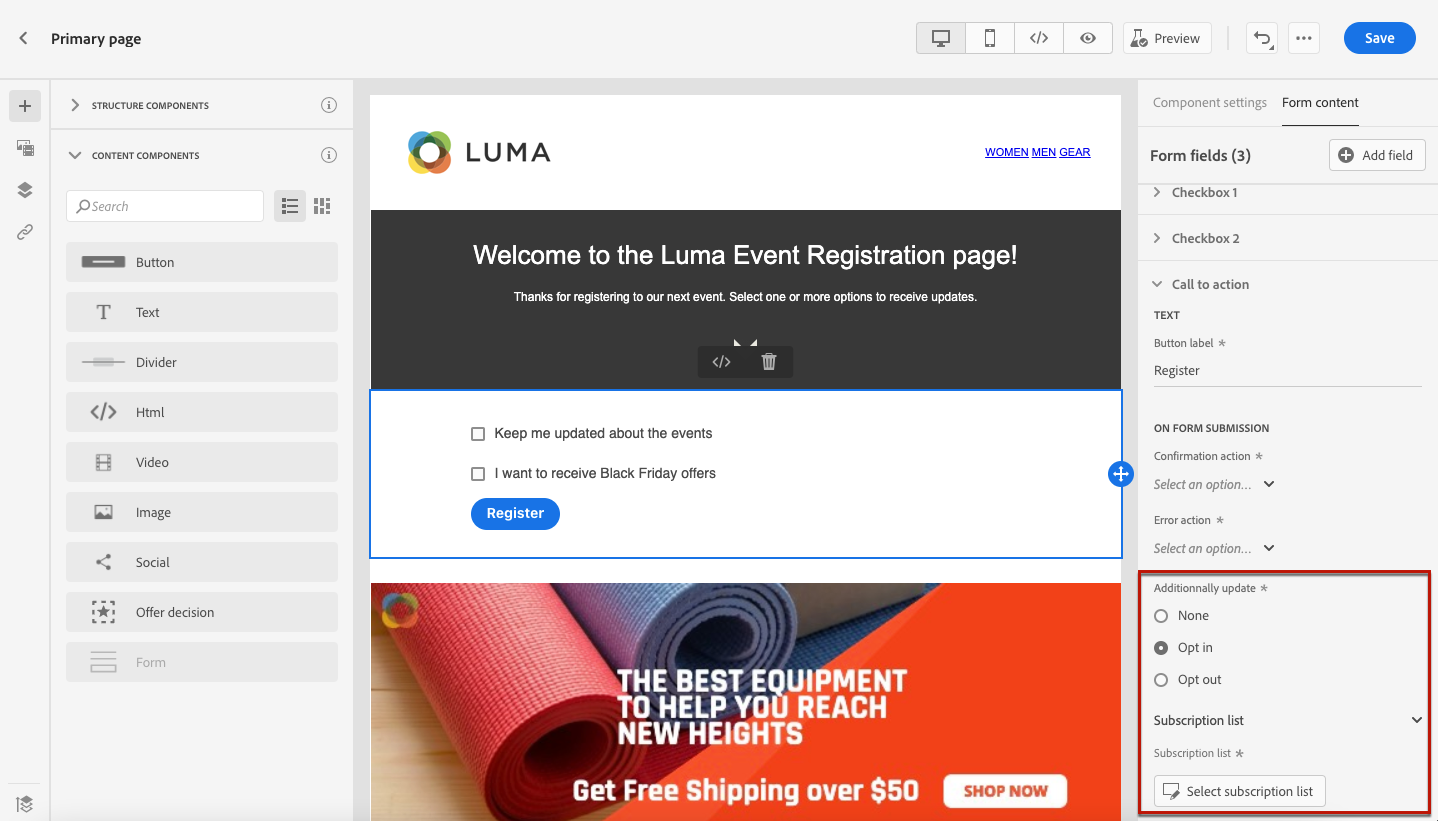 Primary page
Preview
Save
STRUCTURE COMPONENTS
CONTENT COMPONENTS
Search
Button
Text
Divider
Html
Video
Image
Social
Offer decision
Form
LUMA
WOMEN MEN GEAR
Welcome to the Luma Event Registration page!
Thanks for registering to our next event. Select one or more options to receive updates.
Keep me updated about the events
I want to receive Black Friday offers
Register
THE BEST EQUIPMENT
TO HELP YOU REACH
NEW HEIGHTS
Get Free Shipping over $50
SHOP NOW
Component settings
Form content
Form fields (3)
Add field
Checkbox 1
Checkbox 2
Call to action
TEXT
Button label *
Register
ON FORM SUBMISSION
Confirmation action *
Select an option...
Error action *
Select an option...
Additionnally update *
None
Opt in
Opt out
Subscription list
Subscription list *
Select subscription list